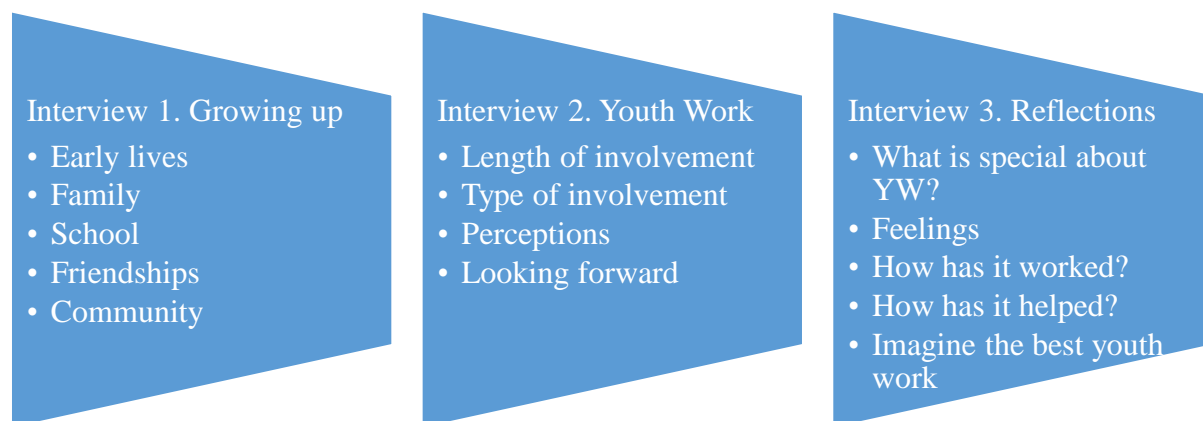 Interview 1. Growing up
• Early lives
• Family
• School
• Friendships
• Community
Interview 2. Youth Work
• Length of involvement
• Type of involvement
• Perceptions
• Looking forward
Interview 3. Reflections
• What is special about
YW?
• Feelings
• How has it worked?
• How has it helped?
• Imagine the best youth
work